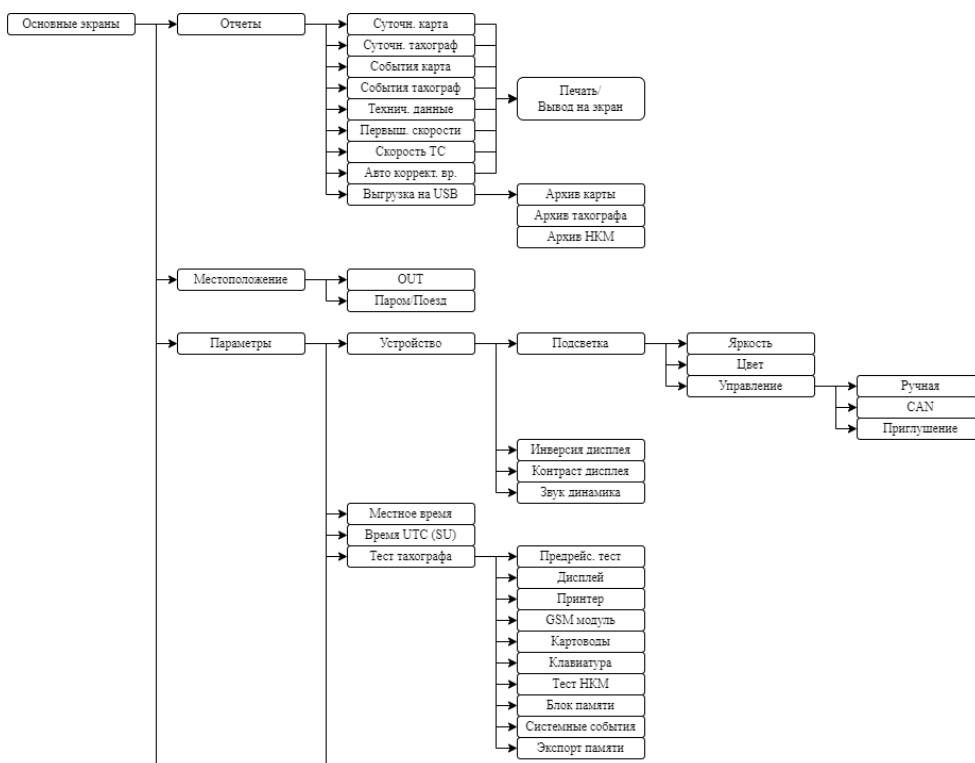 Основные экраны
Отчеты
Суточн. карта
Суточн. тахограф
События карта
События тахограф
Технич. данные
Первыш. скорости
Скорость ТС
Авто коррект. вр.
Выгрузка на USB
Печать/
Вывод на экран
Архив карты
Архив тахографа
Архив НКМ
Местоположение
OUT
Паром/Поезд
Параметры
Устройство
Подсветка
Яркость
Цвет
Управление
Ручная
CAN
Приглушение
Инверсия дисплея
Контраст дисплея
Звук динамика
Местное время
Время UTC (SU)
Тест тахографа
Предрейс. тест
Дисплей
Принтер
GSM модуль
Картоводы
Клавиатура
Тест НКМ
Блок памяти
Системные события
Экспорт памяти